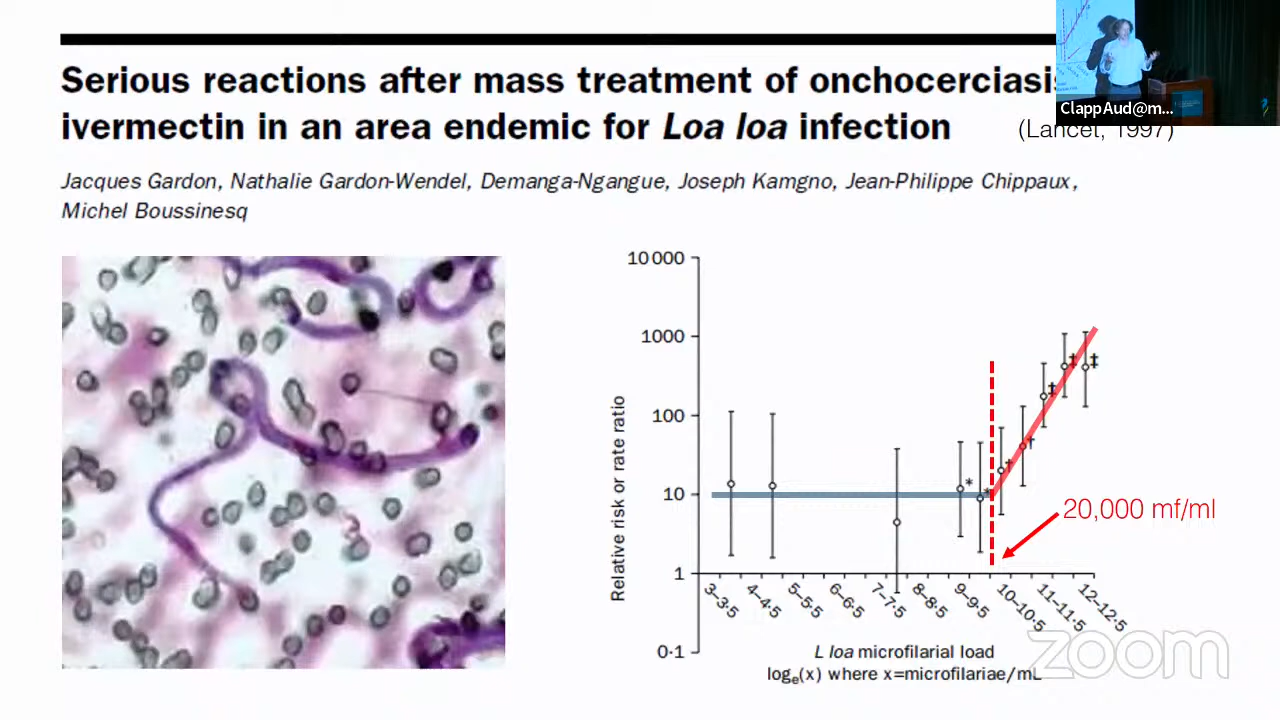 Serious reactions after mass treatment of onchocerciasis
ivermectin in an area endemic for Loa loa infection
(Lancet, 1997)
ClappAud@m...
Jacques Gardon, Nathalie Gardon-Wendel, Demanga-Ngangue, Joseph Kamgno, Jean-Philippe Chippaux,
Michel Boussinesq
10 000
1000
100
10
1
0·1
Relative risk or rate ratio
*
*
†
†
‡
‡
‡
20,000 mf/ml
3–3·5
4–4·5
5–5·5
6–6·5
7–7·5
8–8·5
9–9·5
10–10·5
11–11·5
12–12·5
L loa microfilarial load
loge(x) where x=microfilariae/mL
zoom